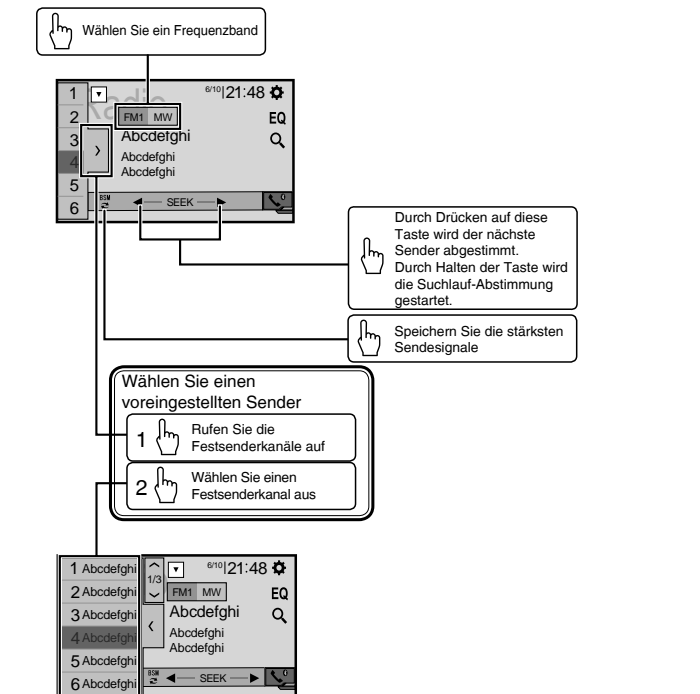 Wählen Sie ein Frequenzband
Radio
1
2
3
4
5
6
6/10 21:48
FM1 MW
EQ
Abcdefghi
Abcdefghi
Abcdefghi
BSM
SEEK
Durch Drücken auf diese
Taste wird der nächste
Sender abgestimmt.
Durch Halten der Taste wird
die Suchlauf-Abstimmung
gestartet.
Speichern Sie die stärksten
Sendesignale
Wählen Sie einen
voreingestellten Sender
1 Rufen Sie die
Festsenderkanäle auf
2 Wählen Sie einen
Festsenderkanal aus
1 Abcdefghi
2 Abcdefghi
3 Abcdefghi
4 Abcdefghi
5 Abcdefghi
6 Abcdefghi
1/3
6/10 21:48
FM1 MW
EQ
Abcdefghi
Abcdefghi
Abcdefghi
BSM
SEEK